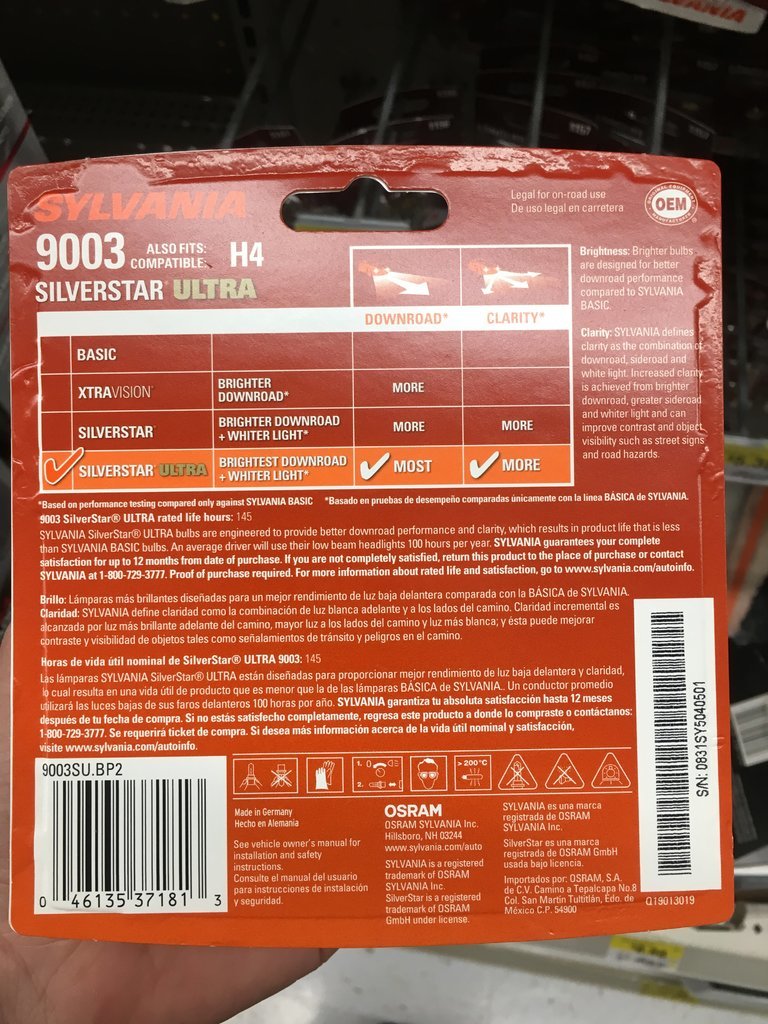 SYLVANIA
Legal for on-road use
De uso legal en carretera
ORIGINAL EQUIPMENT
OEM
MANUFACTURER
9003 ALSO FITS: H4
COMPATIBLE:
SILVERSTAR® ULTRA
DOWNROAD* CLARITY*
BASIC
XTRAVISION® BRIGHTER DOWNROAD* MORE
SILVERSTAR® BRIGHTER DOWNROAD + WHITER LIGHT* MORE MORE
SILVERSTAR® ULTRA BRIGHTEST DOWNROAD + WHITER LIGHT* MOST MORE
Brightness: Brighter bulbs
are designed for better
downroad performance
compared to SYLVANIA
BASIC.
Clarity: SYLVANIA defines
clarity as the combination of
downroad, sideroad and
white light. Increased clarity
is achieved from brighter
downroad, greater sideroad
and whiter light and can
improve contrast and object
visibility such as street signs
and road hazards.
*Based on performance testing compared only against SYLVANIA BASIC *Basado en pruebas de desempeño comparadas únicamente con la línea BÁSICA de SYLVANIA.
9003 SilverStar® ULTRA rated life hours: 145
SYLVANIA SilverStar® ULTRA bulbs are engineered to provide better downroad performance and clarity, which results in product life that is less
than SYLVANIA BASIC bulbs. An average driver will use their low beam headlights 100 hours per year. SYLVANIA guarantees your complete
satisfaction for up to 12 months from date of purchase. If you are not completely satisfied, return this product to the place of purchase or contact
SYLVANIA at 1-800-729-3777. Proof of purchase required. For more information about rated life and satisfaction, go to www.sylvania.com/autoinfo.
Brillo: Lámparas más brillantes diseñadas para un mejor rendimiento de luz baja delantera comparada con la BÁSICA de SYLVANIA.
Claridad: SYLVANIA define claridad como la combinación de luz blanca adelante y a los lados del camino. Claridad incremental es
alcanzada por luz más brillante adelante del camino, mayor luz a los lados del camino y luz más blanca; y ésta puede mejorar
contraste y visibilidad de objetos tales como señalamientos de tránsito y peligros en el camino.
Horas de vida útil nominal de SilverStar® ULTRA 9003: 145
Las lámparas SYLVANIA SilverStar® ULTRA están diseñadas para proporcionar mejor rendimiento de luz baja delantera y claridad,
lo cual resulta en una vida útil de producto que es menor que la de las lámparas BÁSICA de SYLVANIA.. Un conductor promedio
utilizará las luces bajas de sus faros delanteros 100 horas por año. SYLVANIA garantiza tu absoluta satisfacción hasta 12 meses
después de tu fecha de compra. Si no estás satisfecho completamente, regresa este producto a donde lo compraste o contáctanos:
1-800-729-3777. Se requerirá ticket de compra. Si desea más información acerca de la vida útil nominal y satisfacción,
visite www.sylvania.com/autoinfo.
S/N: 0831SY5040501
9003SU.BP2
0 46135 37181 3
1.
2.
> 200°C
Made in Germany
Hecho en Alemania
See vehicle owner's manual for
installation and safety
instructions.
Consulte el manual del usuario
para instrucciones de instalación
y seguridad.
OSRAM
OSRAM SYLVANIA Inc.
Hillsboro, NH 03244
www.sylvania.com/auto
SYLVANIA is a registered
trademark of OSRAM
SYLVANIA Inc.
SilverStar is a registered
trademark of OSRAM
GmbH under license.
SYLVANIA es una marca
registrada de OSRAM
SYLVANIA Inc.
SilverStar es una marca
registrada de OSRAM GmbH
usada bajo licencia.
Importados por: OSRAM, S.A.
de C.V. Camino a Tepalcapa No.8
Col. San Martin Tultitlán, Edo. de
México C.P. 54900
Q19013019